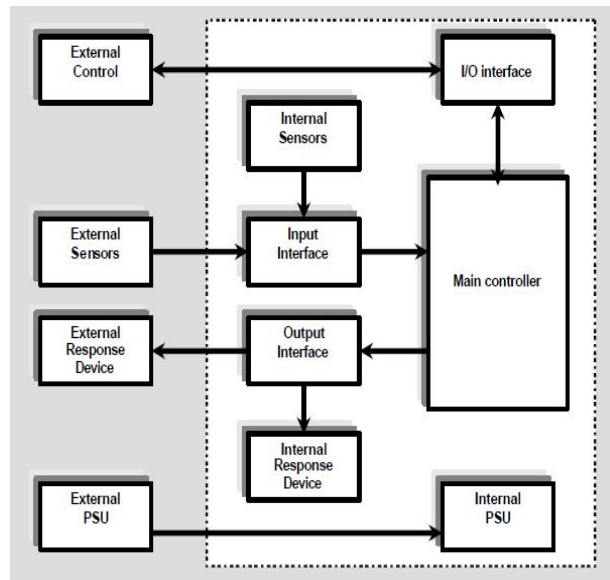 External
Control
I/O interface
Internal
Sensors
External
Sensors
Input
Interface
Main controller
External
Response
Device
Output
Interface
Internal
Response
Device
External
PSU
Internal
PSU